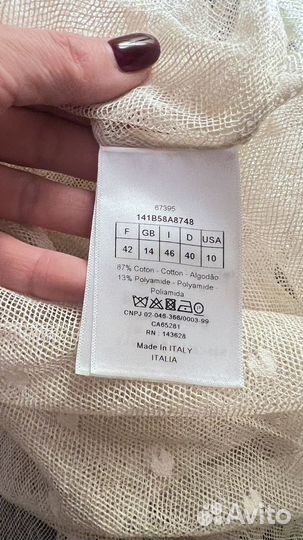 67395
141B58A8748
F GB I D USA
42 14 46 40 10
87% Coton - Cotton - Algodão
13% Polyamide - Polyamide -
Poliamida
CNPJ 02-046-366/0003-99
CA65281
RN : 143628
Made In ITALY
ITALIA
Avito